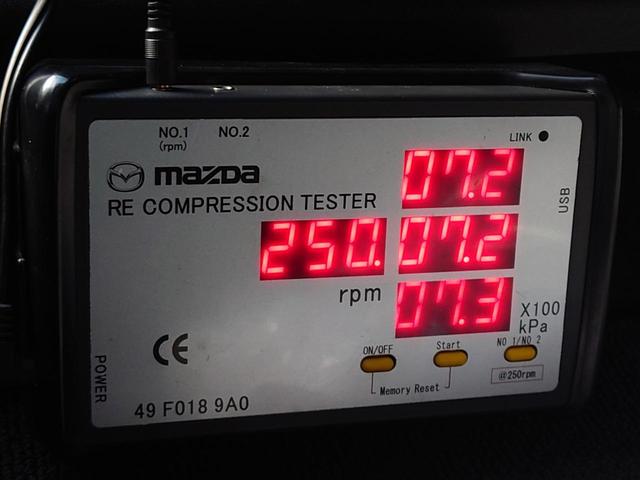 NO.1 NO.2
(rpm)
LINK
mazda
RE COMPRESSION TESTER
USB
07.2
250. 07.2
07.3
rpm
X100
kPa
ON/OFF Start NO 1/NO 2
Memory Reset
@250rpm
CE
POWER
49 F018 9A0